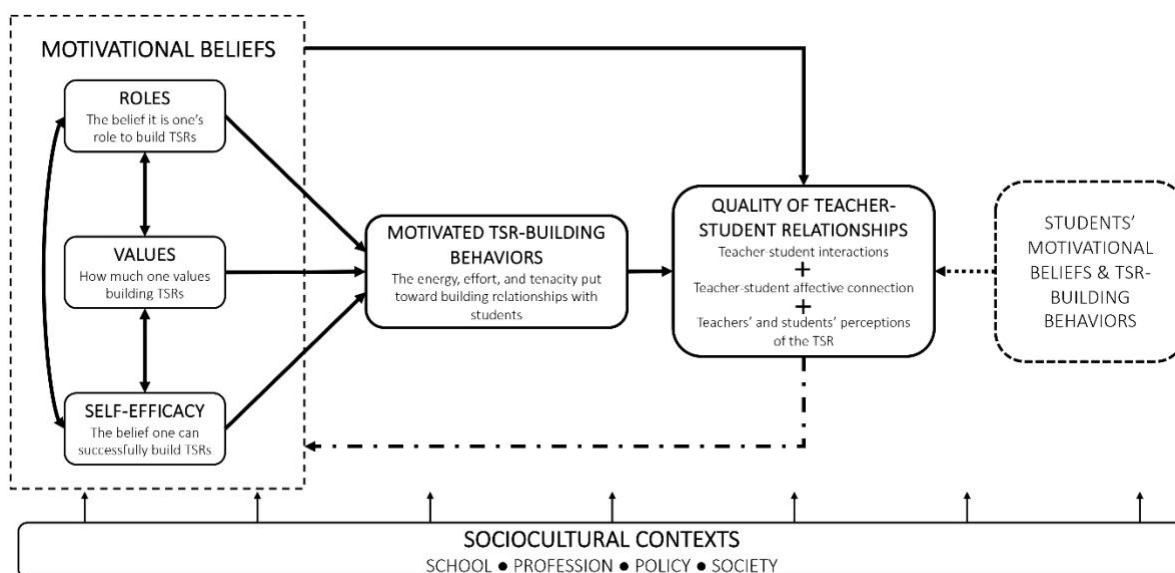 MOTIVATIONAL BELIEFS
ROLES
The belief it is one's
role to build TSRs
VALUES
How much one values
building TSRs
SELF-EFFICACY
The belief one can
successfully build TSRs
MOTIVATED TSR-BUILDING
BEHAVIORS
The energy, effort, and tenacity put
toward building relationships with
students
QUALITY OF TEACHER-
STUDENT RELATIONSHIPS
Teacher-student interactions
+
Teacher-student affective connection
+
Teachers' and students' perceptions
of the TSR
STUDENTS'
MOTIVATIONAL
BELIEFS & TSR-
BUILDING
BEHAVIORS
SOCIOCULTURAL CONTEXTS
SCHOOL ● PROFESSION ● POLICY ● SOCIETY